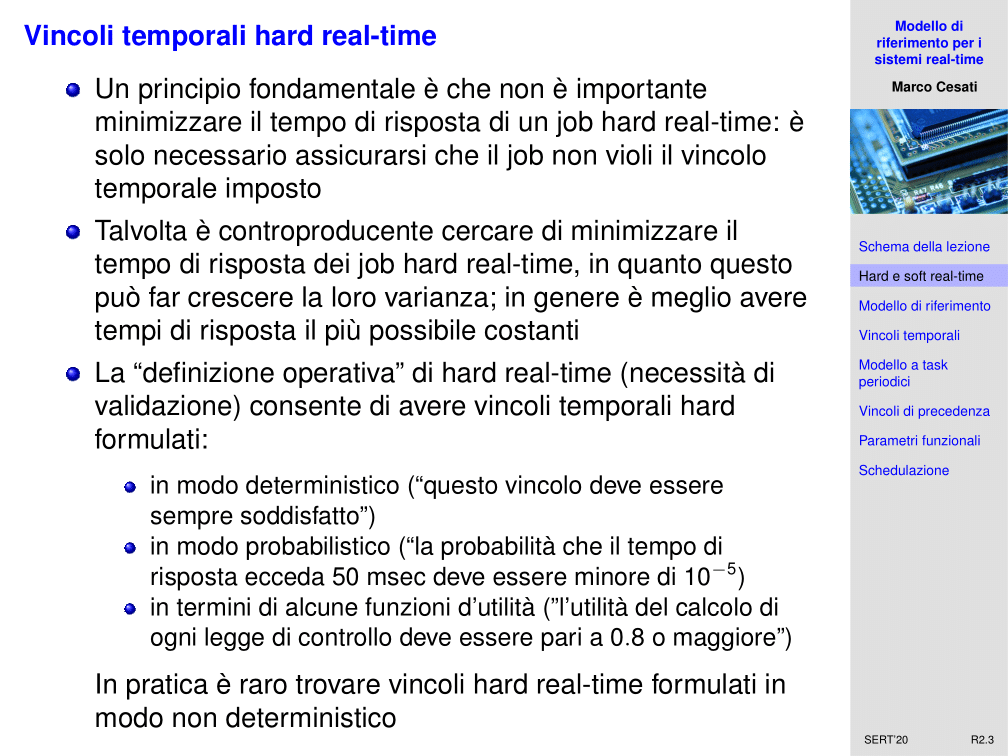 Vincoli temporali hard real-time
Un principio fondamentale è che non è importante
minimizzare il tempo di risposta di un job hard real-time: è
solo necessario assicurarsi che il job non violi il vincolo
temporale imposto
Talvolta è controproducente cercare di minimizzare il
tempo di risposta dei job hard real-time, in quanto questo
può far crescere la loro varianza; in genere è meglio avere
tempi di risposta il più possibile costanti
La “definizione operativa” di hard real-time (necessità di
validazione) consente di avere vincoli temporali hard
formulati:
in modo deterministico (“questo vincolo deve essere
sempre soddisfatto”)
in modo probabilistico (“la probabilità che il tempo di
risposta ecceda 50 msec deve essere minore di 10⁻⁵)
in termini di alcune funzioni d’utilità (”l’utilità del calcolo di
ogni legge di controllo deve essere pari a 0.8 o maggiore”)
In pratica è raro trovare vincoli hard real-time formulati in
modo non deterministico
Modello di
riferimento per i
sistemi real-time
Marco Cesati
R47 R46
Schema della lezione
Hard e soft real-time
Modello di riferimento
Vincoli temporali
Modello a task
periodici
Vincoli di precedenza
Parametri funzionali
Schedulazione
SERT’20 R2.3